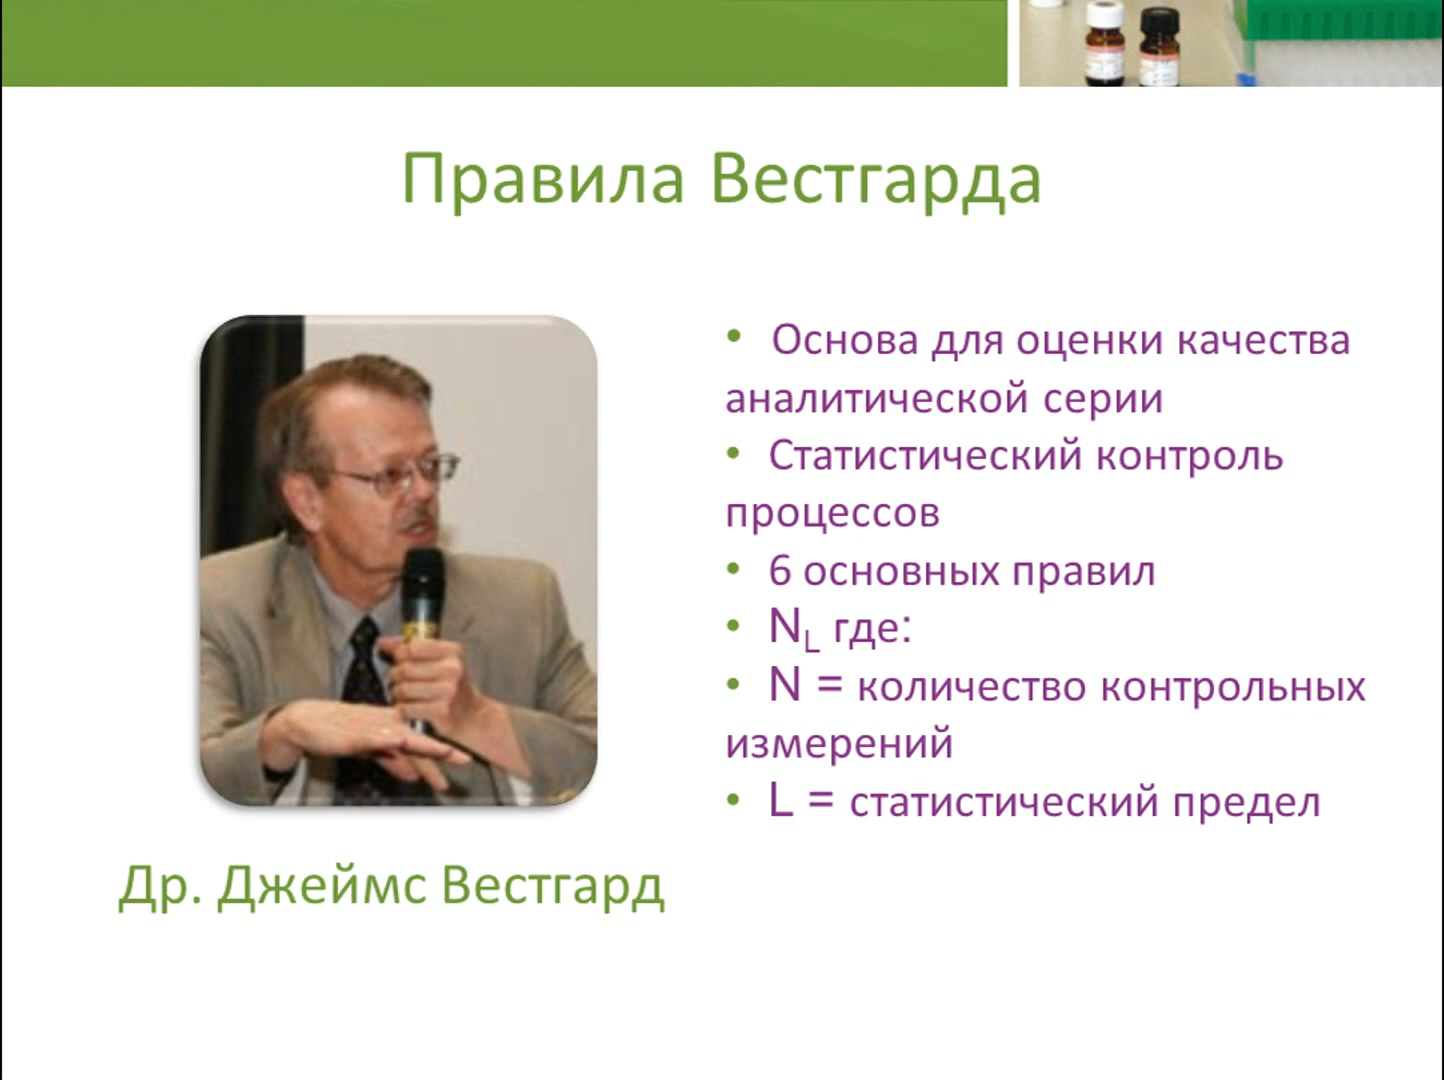 Правила Вестгарда
• Основа для оценки качества
аналитической серии
• Статистический контроль
процессов
• 6 основных правил
• N_L где:
• N = количество контрольных
измерений
• L = статистический предел
Др. Джеймс Вестгард